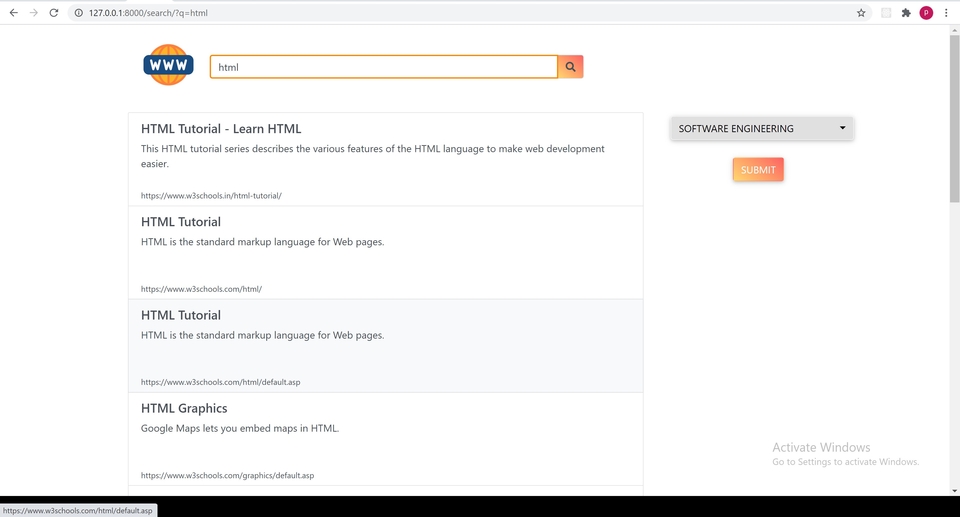 127.0.0.1:8000/search/?q=html
P
WWW
html
HTML Tutorial - Learn HTML
This HTML tutorial series describes the various features of the HTML language to make web development
easier.
https://www.w3schools.in/html-tutorial/
HTML Tutorial
HTML is the standard markup language for Web pages.
https://www.w3schools.com/html/
HTML Tutorial
HTML is the standard markup language for Web pages.
https://www.w3schools.com/html/default.asp
HTML Graphics
Google Maps lets you embed maps in HTML.
https://www.w3schools.com/graphics/default.asp
SOFTWARE ENGINEERING
SUBMIT
Activate Windows
Go to Settings to activate Windows.
https://www.w3schools.com/html/default.asp